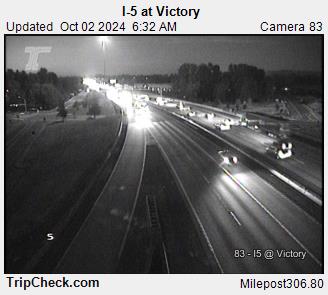 I-5 at Victory
Updated Oct 02 2024 6:32 AM Camera 83
T
S
83 - I5 @ Victory
TripCheck.com Milepost306.80